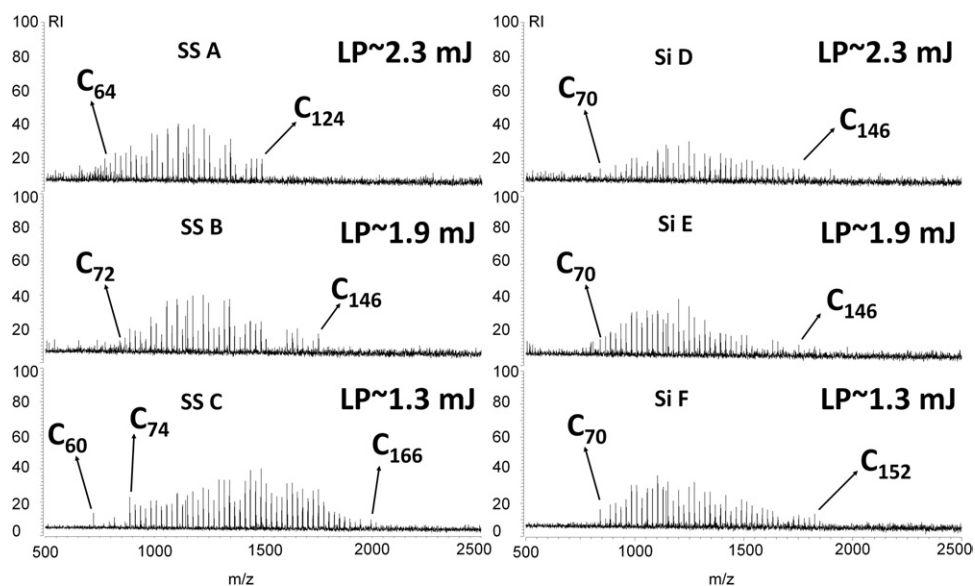 100 RI
SS A
LP~2.3 mJ
80
C64
60
C124
40
20
100
SS B
LP~1.9 mJ
80
C72
60
C146
40
20
100
SS C
LP~1.3 mJ
80
C74
C60
60
C166
40
20
0
500 1000 1500 2000 2500
m/z
100 RI
Si D
LP~2.3 mJ
80
C70
60
C146
40
20
100
Si E
LP~1.9 mJ
80
C70
60
C146
40
20
100
Si F
LP~1.3 mJ
80
C70
60
C152
40
20
0
500 1000 1500 2000 2500
m/z